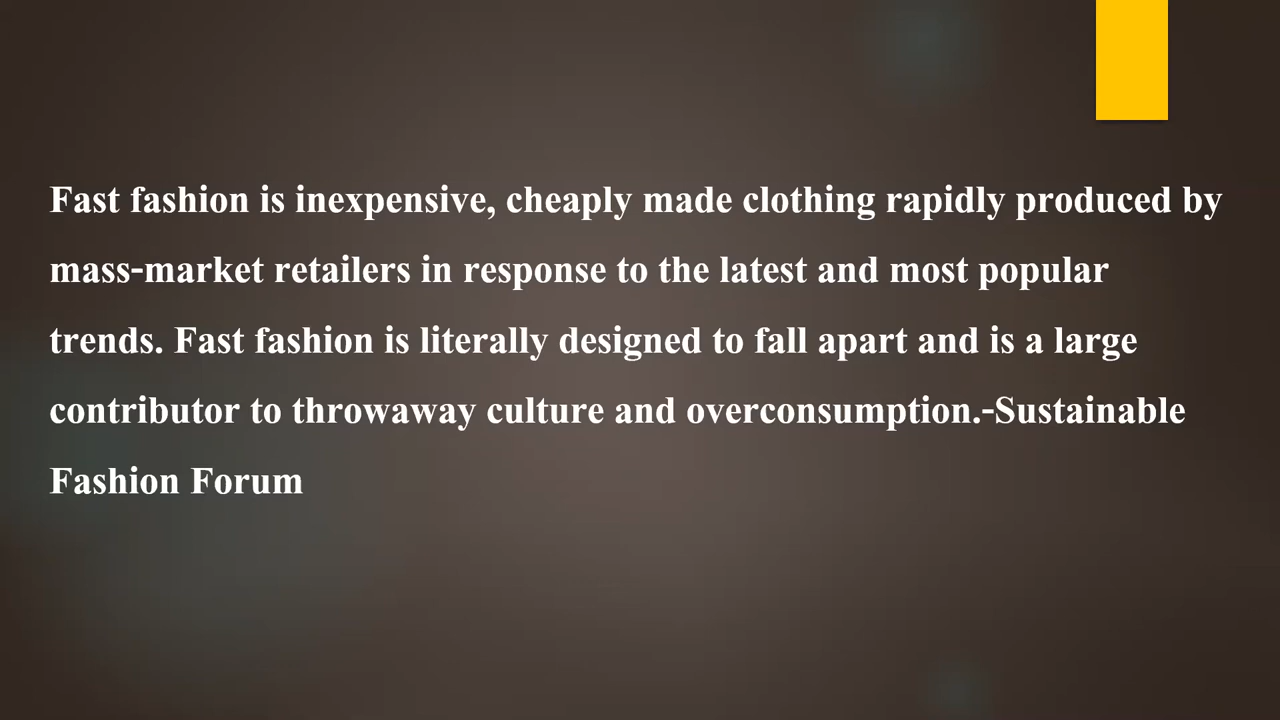 Fast fashion is inexpensive, cheaply made clothing rapidly produced by
mass-market retailers in response to the latest and most popular
trends. Fast fashion is literally designed to fall apart and is a large
contributor to throwaway culture and overconsumption.-Sustainable
Fashion Forum